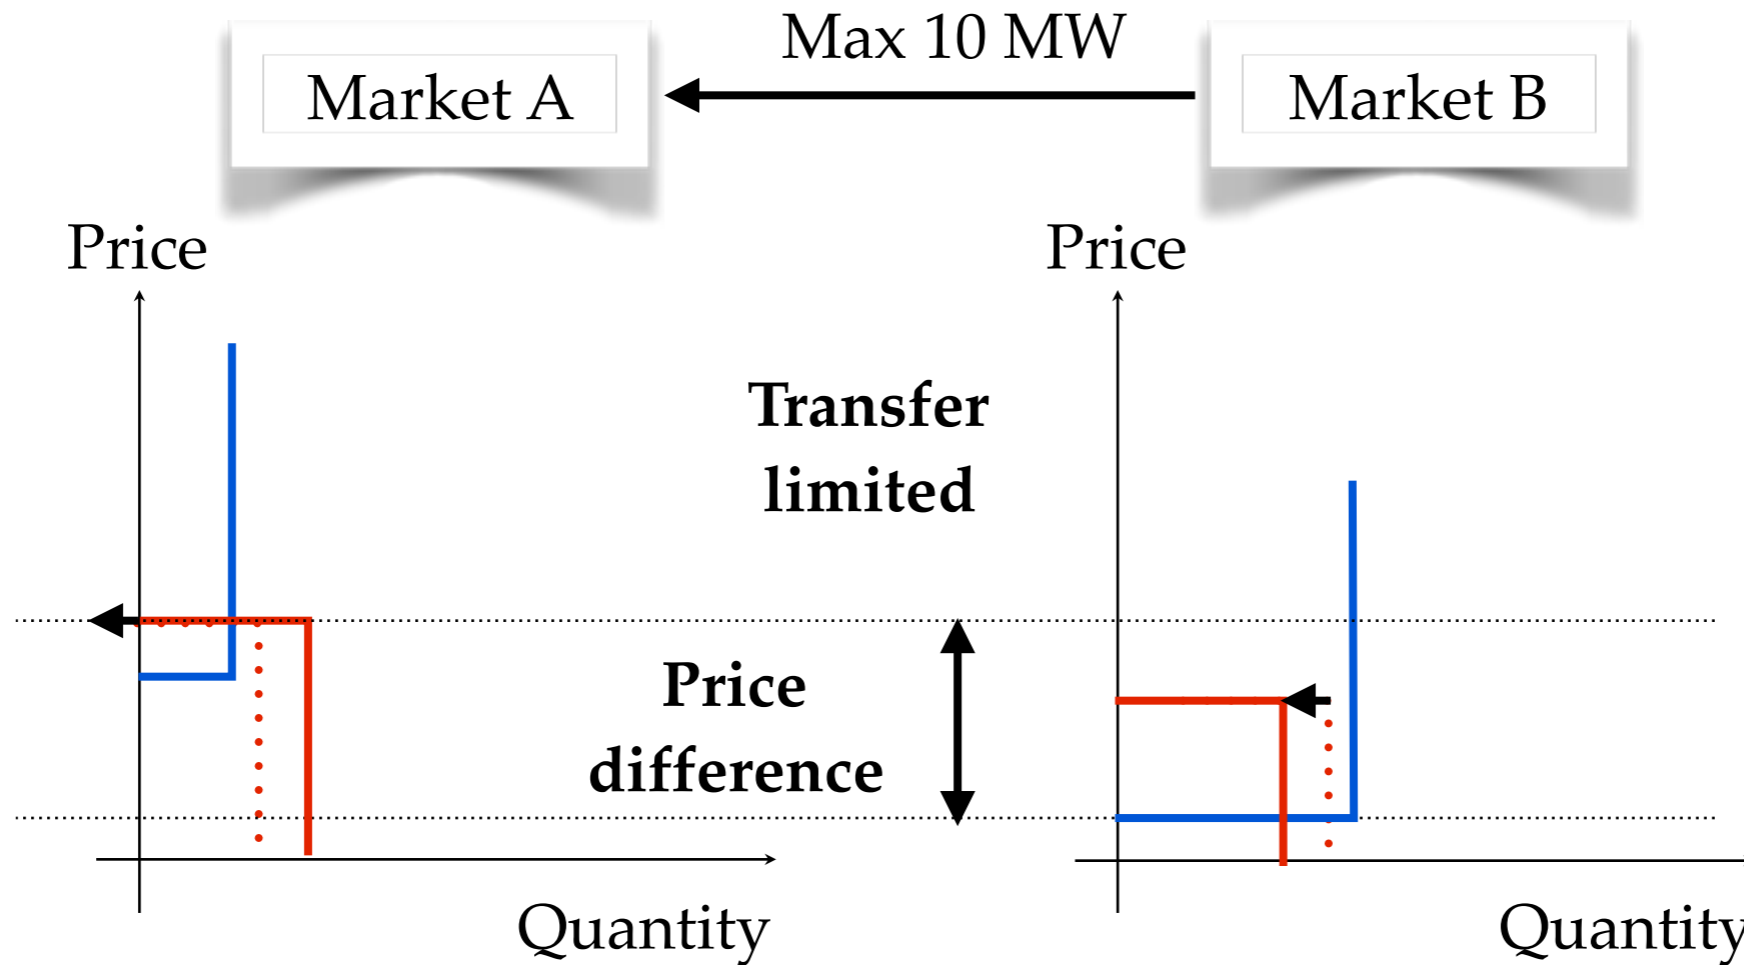 Max 10 MW
Market A
Market B
Price
Price
Transfer
limited
Price
difference
Quantity
Quantity